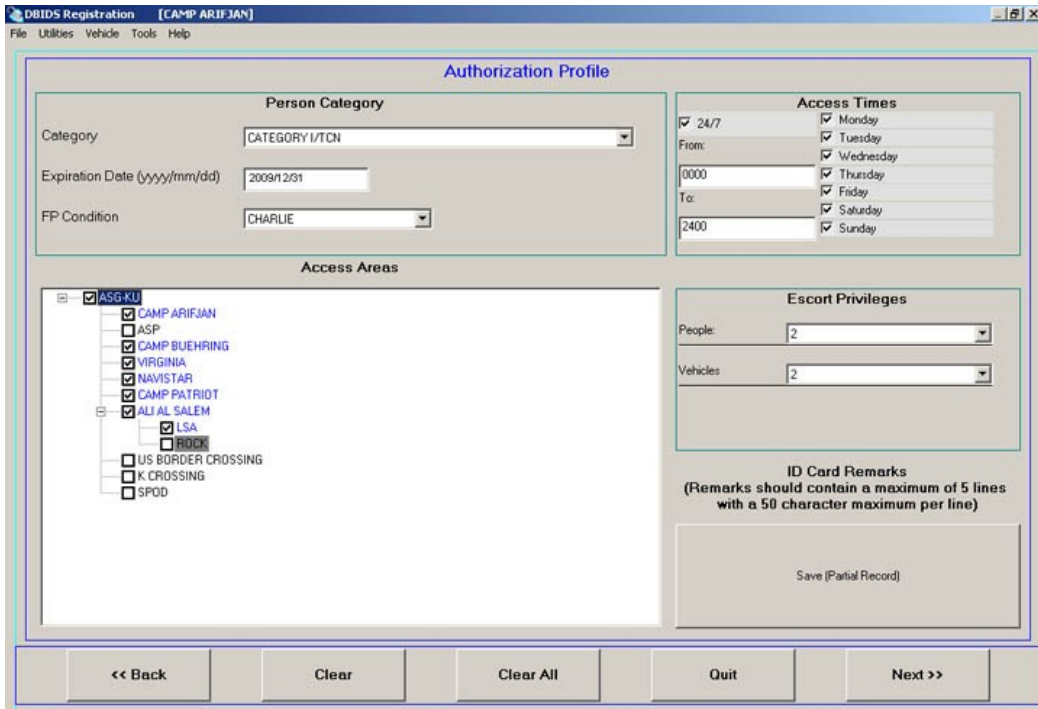 DBIDS Registration [CAMP ARIFJAN]
File Utilities Vehicle Tools Help
Authorization Profile
Person Category
Category
CATEGORY I/TCN
Expiration Date (yyyy/mm/dd)
2009/12/31
FP Condition
CHARLIE
Access Times
24/7
From:
0000
To:
2400
Monday
Tuesday
Wednesday
Thursday
Friday
Saturday
Sunday
Access Areas
ASG-KU
CAMP ARIFJAN
ASP
CAMP BUEHRING
VIRGINIA
NAVISTAR
CAMP PATRIOT
ALI AL SALEM
LSA
ROCK
US BORDER CROSSING
K CROSSING
SPOD
Escort Privileges
People: 2
Vehicles 2
ID Card Remarks
(Remarks should contain a maximum of 5 lines
with a 50 character maximum per line)
Save (Partial Record)
<< Back Clear Clear All Quit Next >>